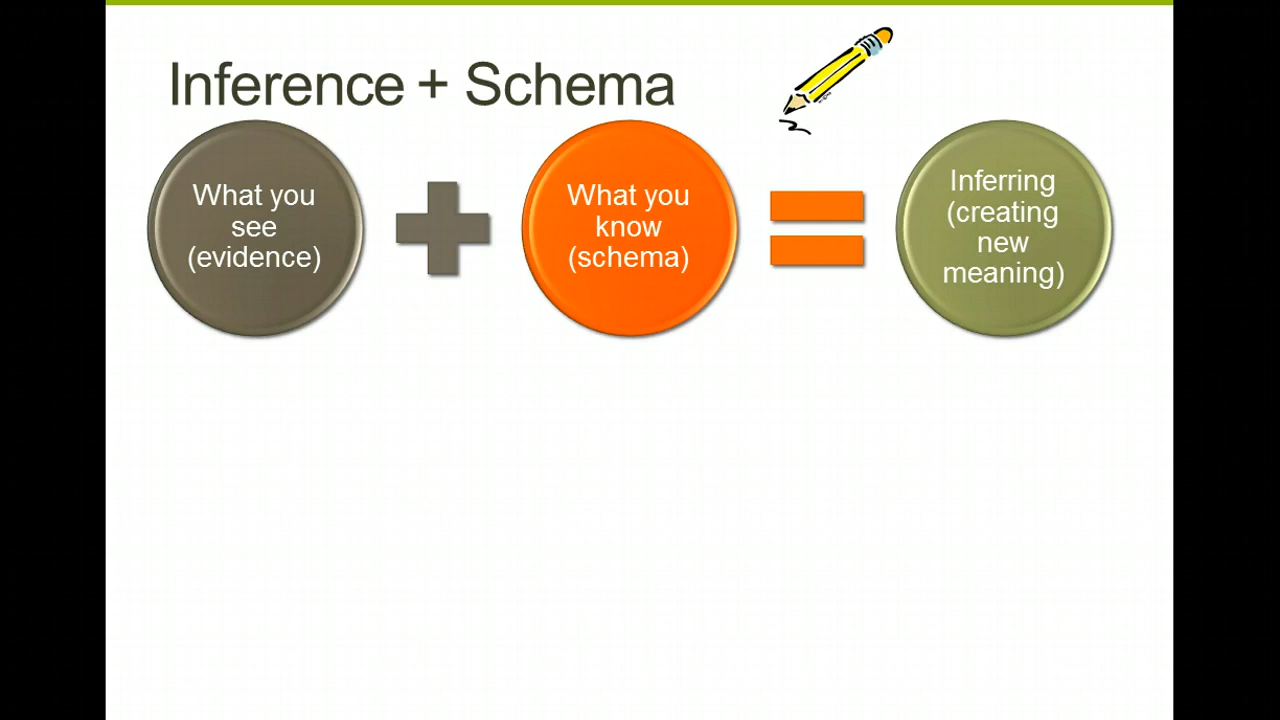 Inference + Schema
What you
see
(evidence)
What you
know
(schema)
Inferring
(creating
new
meaning)